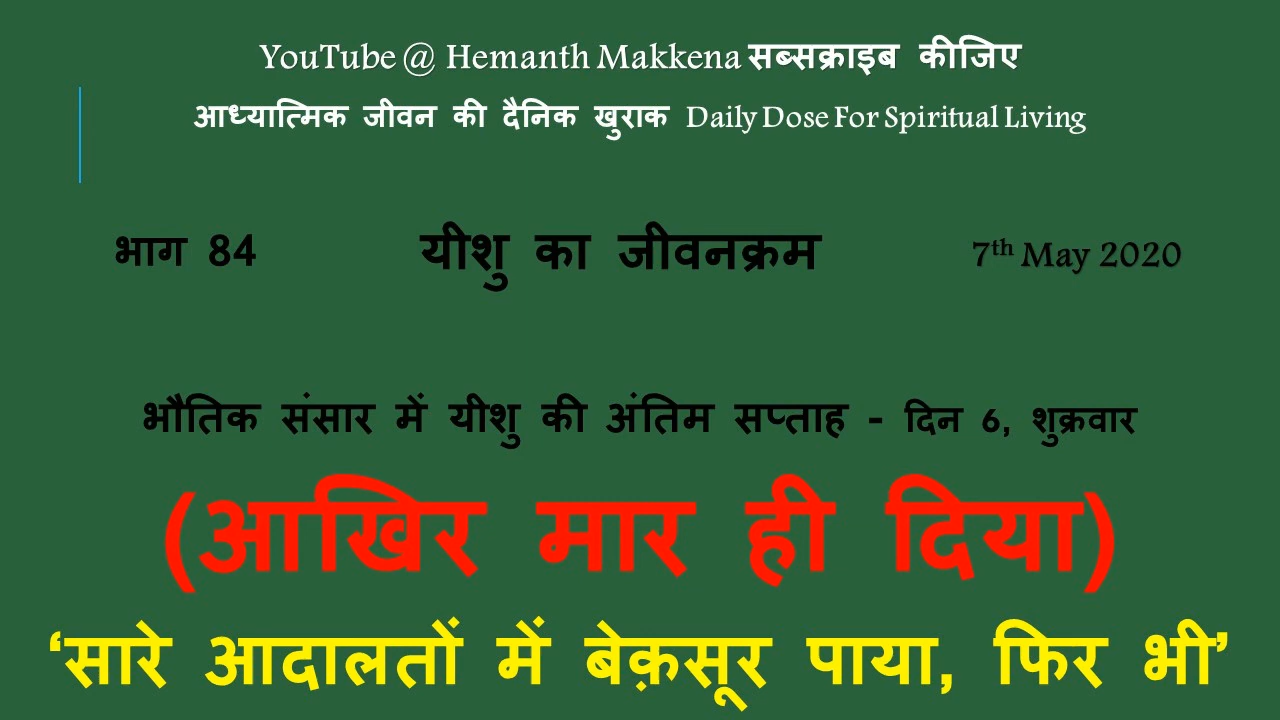 YouTube @ Hemanth Makkena सब्सक्राइब कीजिए
आध्यात्मिक जीवन की दैनिक खुराक Daily Dose For Spiritual Living
भाग 84 यीशु का जीवनक्रम 7th May 2020
भौतिक संसार में यीशु की अंतिम सप्ताह - दिन 6, शुक्रवार
(आखिर मार ही दिया)
‘सारे आदालतों में बेक़सूर पाया, फिर भी’